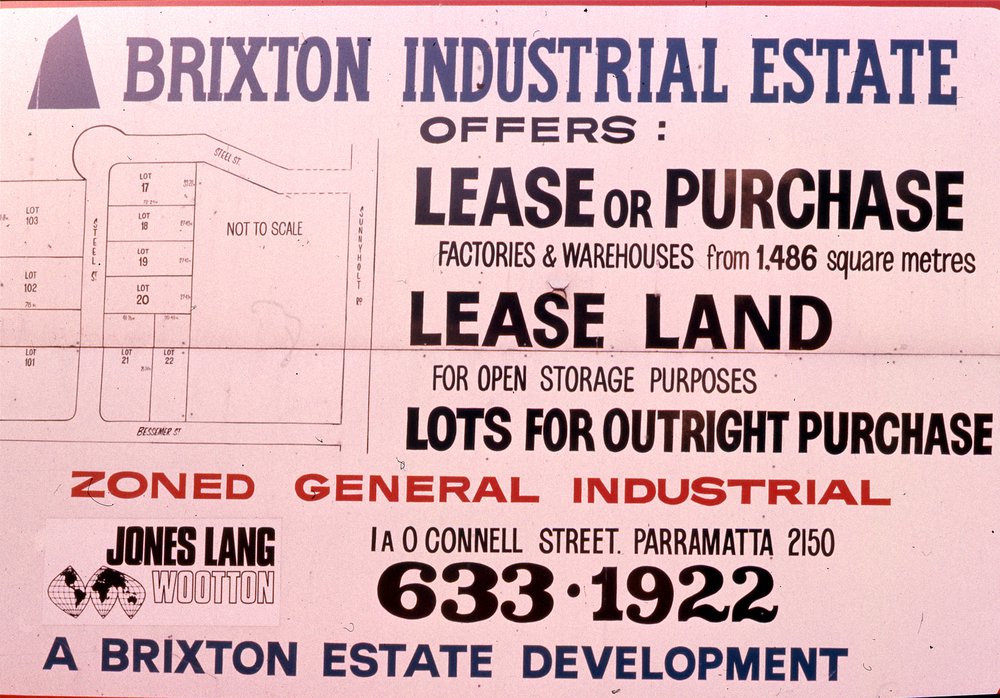 BRIXTON INDUSTRIAL ESTATE
OFFERS :
LEASE OR PURCHASE
FACTORIES & WAREHOUSES from 1.486 square metres
LEASE LAND
FOR OPEN STORAGE PURPOSES
LOTS FOR OUTRIGHT PURCHASE
STEEL ST.
LOT
17
LOT
18
LOT
19
LOT
20
LOT
21
LOT
22
LOT
103
LOT
102
LOT
101
STEEL ST
NOT TO SCALE
SUNNYHOLT RD
BESSEMER ST
ZONED GENERAL INDUSTRIAL
JONES LANG
WOOTTON
1a O CONNELL STREET. PARRAMATTA 2150
633·1922
A BRIXTON ESTATE DEVELOPMENT